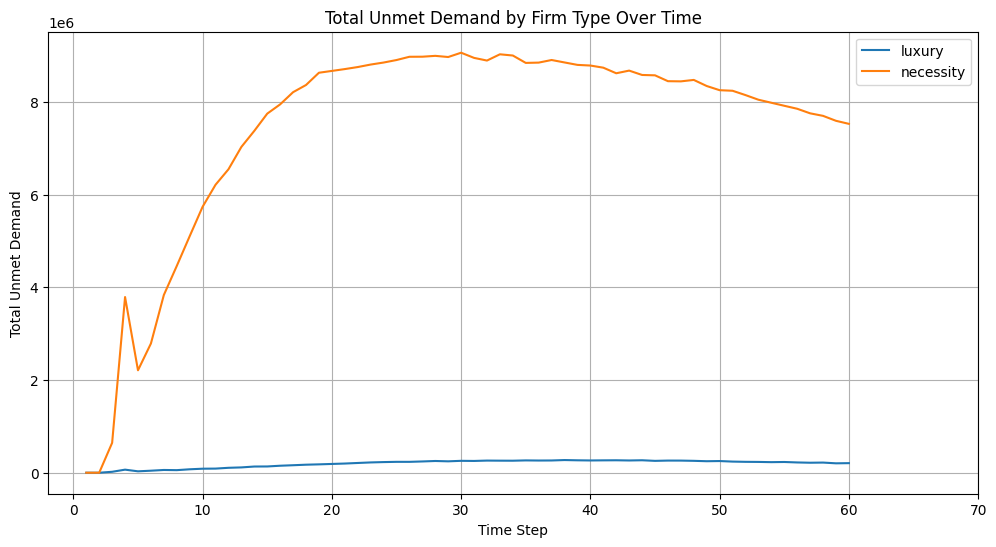 Total Unmet Demand by Firm Type Over Time
1e6
luxury
necessity
8
6
4
2
0
Total Unmet Demand
0 10 20 30 40 50 60 70
Time Step